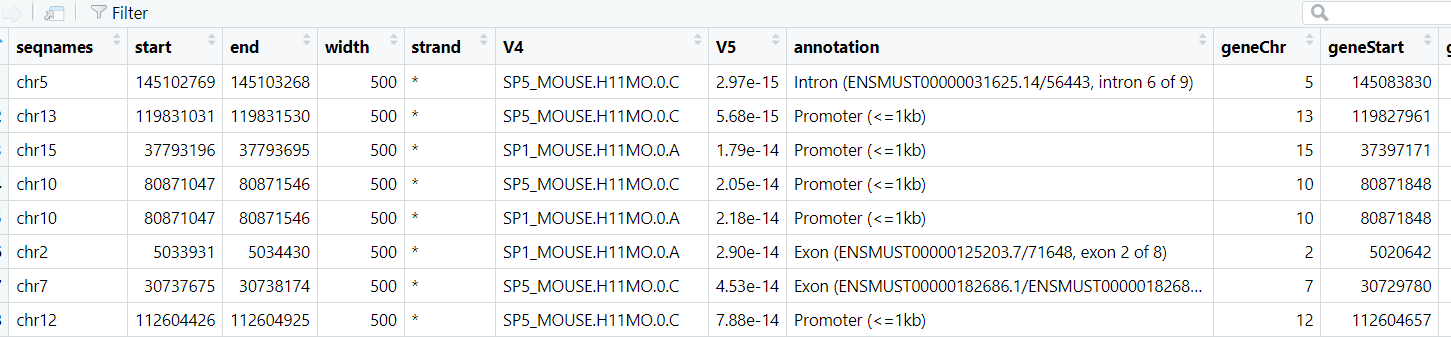 Filter
seqnames start end width strand V4 V5 annotation geneChr geneStart
chr5 145102769 145103268 500 * SP5_MOUSE.H11MO.0.C 2.97e-15 Intron (ENSMUST00000031625.14/56443, intron 6 of 9) 5 145083830
chr13 119831031 119831530 500 * SP5_MOUSE.H11MO.0.C 5.68e-15 Promoter (<=1kb) 13 119827961
chr15 37793196 37793695 500 * SP1_MOUSE.H11MO.0.A 1.79e-14 Promoter (<=1kb) 15 37397171
chr10 80871047 80871546 500 * SP5_MOUSE.H11MO.0.C 2.05e-14 Promoter (<=1kb) 10 80871848
chr10 80871047 80871546 500 * SP1_MOUSE.H11MO.0.A 2.18e-14 Promoter (<=1kb) 10 80871848
chr2 5033931 5034430 500 * SP1_MOUSE.H11MO.0.A 2.90e-14 Exon (ENSMUST00000125203.7/71648, exon 2 of 8) 2 5020642
chr7 30737675 30738174 500 * SP5_MOUSE.H11MO.0.C 4.53e-14 Exon (ENSMUST00000182686.1/ENSMUST0000018268... 7 30729780
chr12 112604426 112604925 500 * SP5_MOUSE.H11MO.0.C 7.88e-14 Promoter (<=1kb) 12 112604657